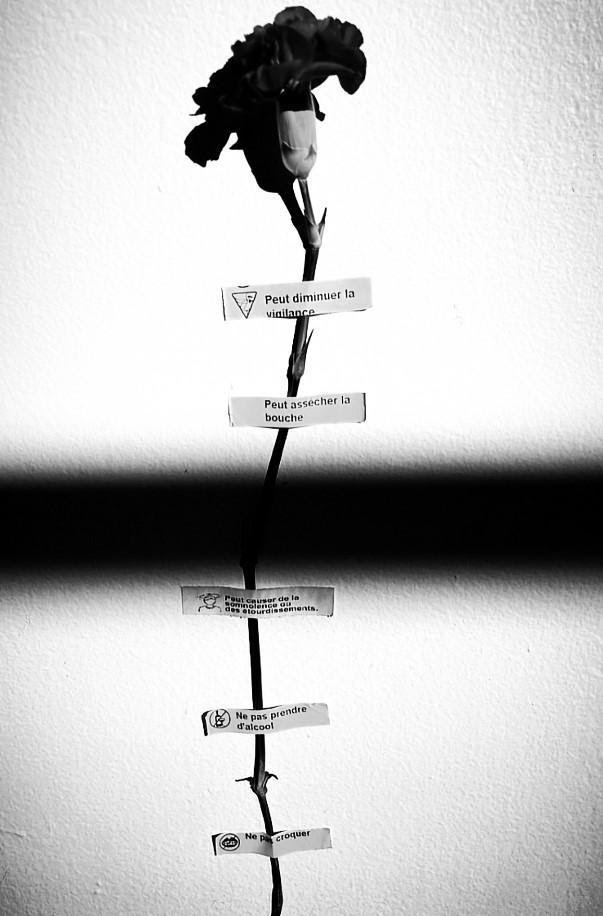 Peut diminuer la
vigilance
Peut assécher la
bouche
Peut causer de la
somnolence ou
des étourdissements.
Ne pas prendre
d'alcool
Ne pas croquer